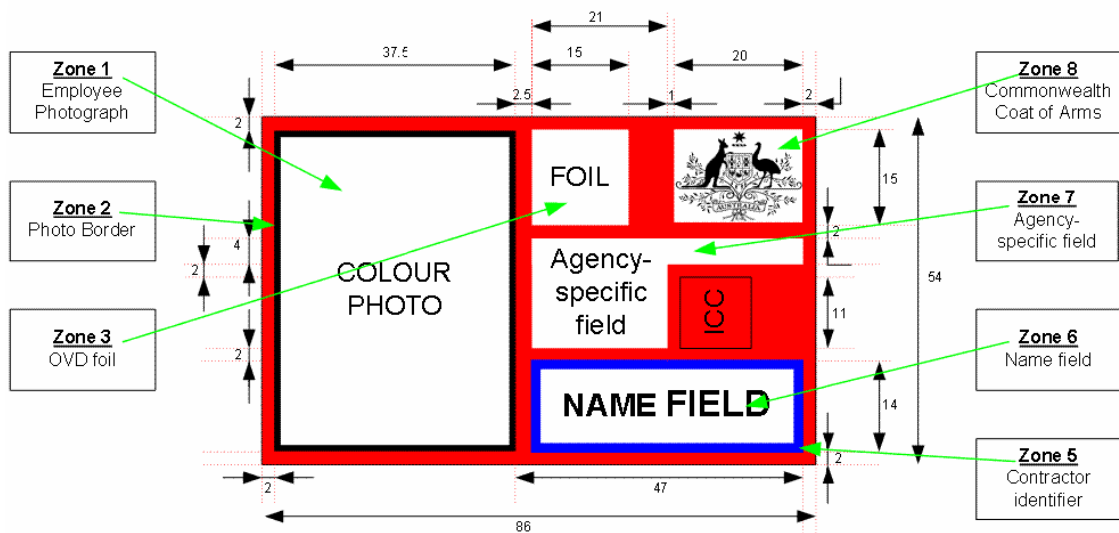 21
37.5
15
20
Zone 1
Employee
Photograph
2.5
1
2
Zone 8
Commonwealth
Coat of Arms
2
FOIL
AUSTRALIA
15
Zone 2
Photo Border
Zone 7
Agency-
specific field
2
4
2
COLOUR
PHOTO
Agency-
specific
field
ICC
54
11
Zone 3
OVD foil
Zone 6
Name field
2
NAME FIELD
14
2
Zone 5
Contractor
identifier
2
47
86